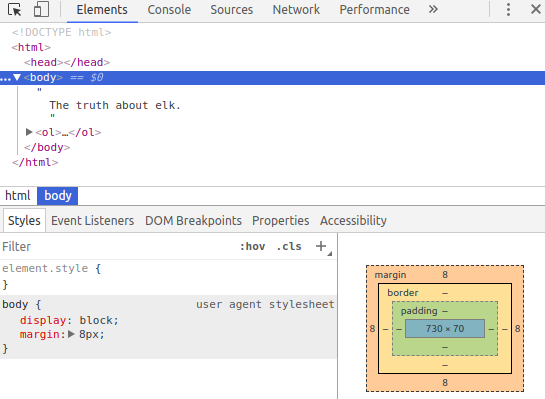 Elements Console Sources Network Performance »
<!DOCTYPE html>
<html>
<head></head>
...▼<body> == $0
"
The truth about elk.
"
▶<ol>…</ol>
</body>
</html>
html body
Styles Event Listeners DOM Breakpoints Properties Accessibility
Filter :hov .cls +
element.style {
}
body { user agent stylesheet
display: block;
margin:▶ 8px;
}
margin 8
border –
padding –
8 – – 730 × 70 – – 8
–
–
8